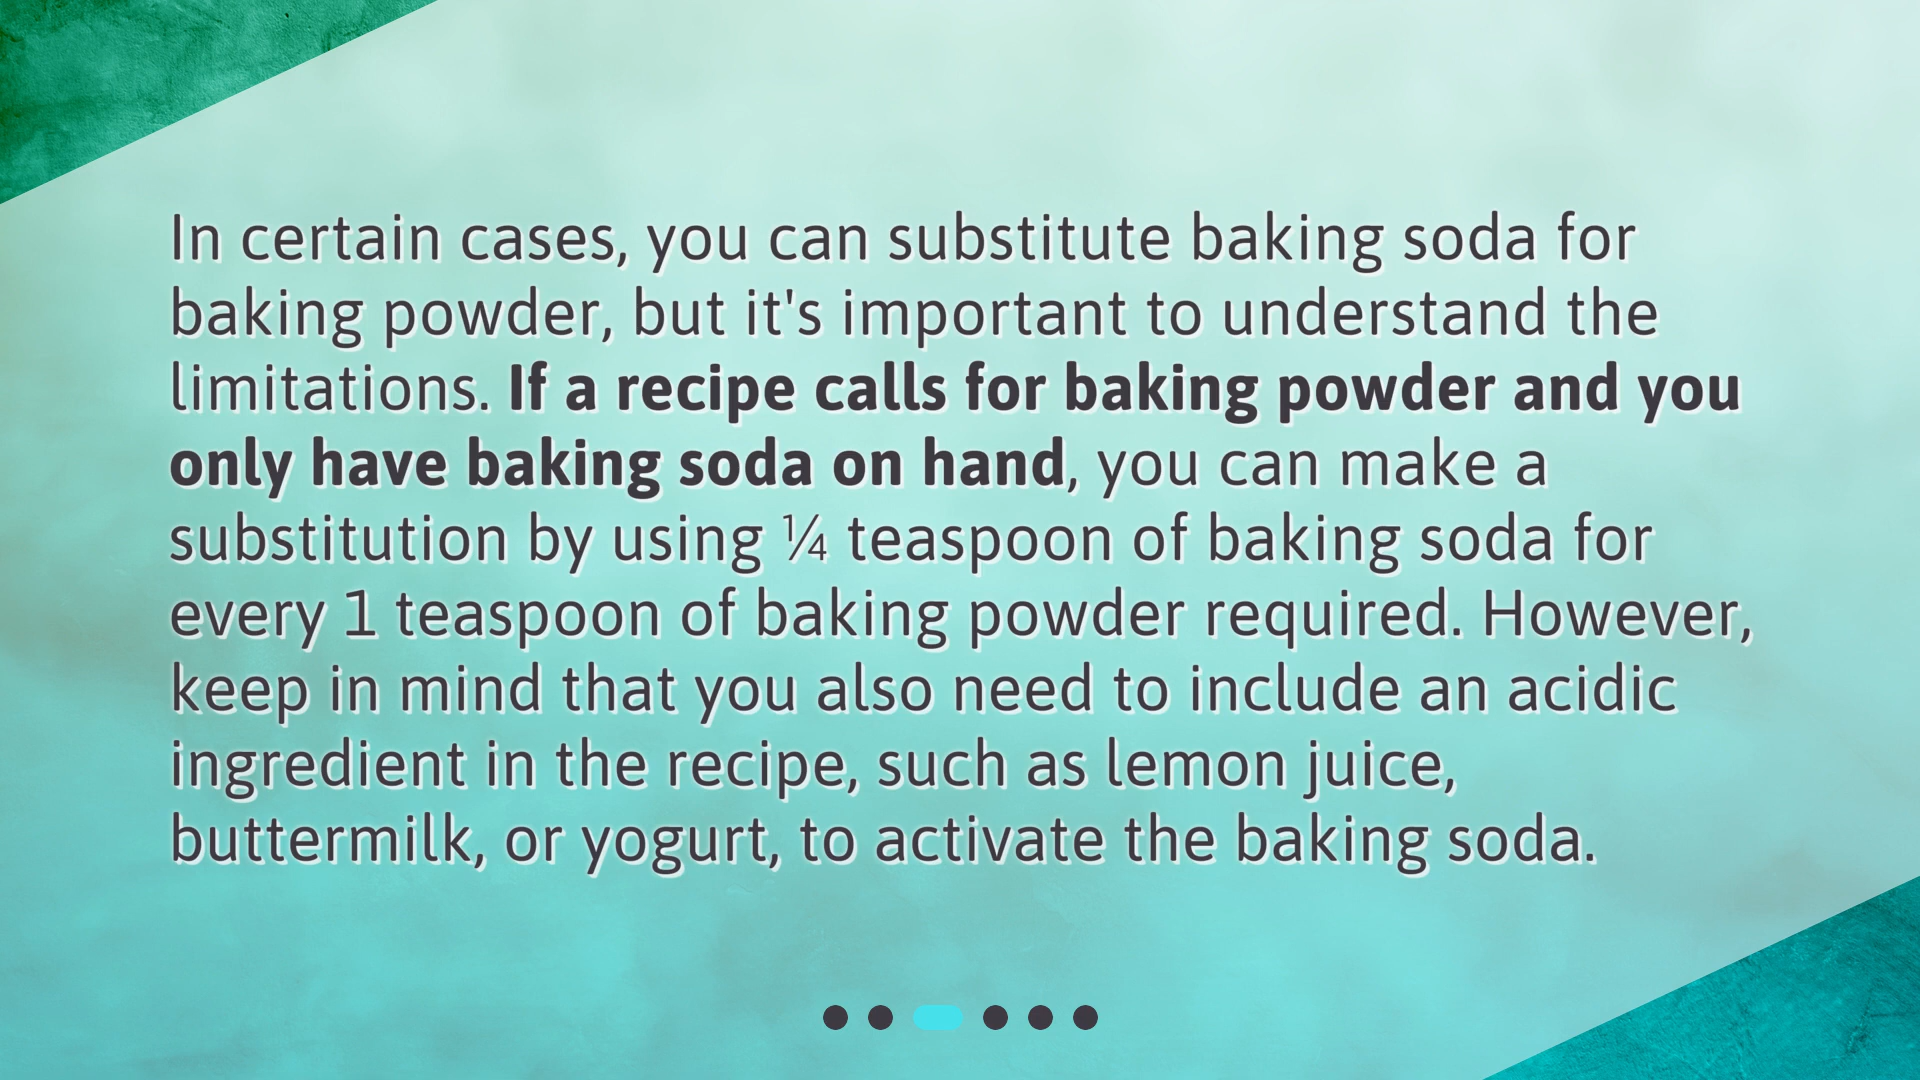 In certain cases, you can substitute baking soda for
baking powder, but it's important to understand the
limitations. If a recipe calls for baking powder and you
only have baking soda on hand, you can make a
substitution by using ¼ teaspoon of baking soda for
every 1 teaspoon of baking powder required. However,
keep in mind that you also need to include an acidic
ingredient in the recipe, such as lemon juice,
buttermilk, or yogurt, to activate the baking soda.